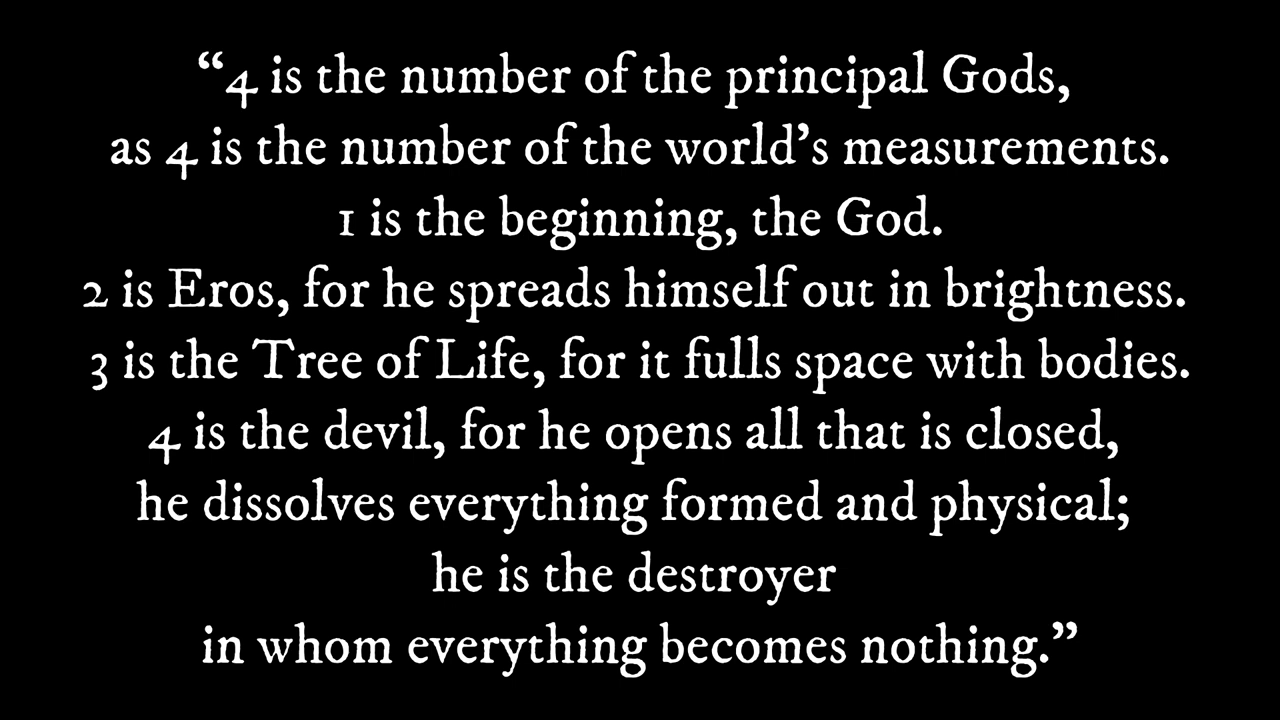 “4 is the number of the principal Gods,
as 4 is the number of the world’s measurements.
1 is the beginning, the God.
2 is Eros, for he spreads himself out in brightness.
3 is the Tree of Life, for it fulls space with bodies.
4 is the devil, for he opens all that is closed,
he dissolves everything formed and physical;
he is the destroyer
in whom everything becomes nothing.”